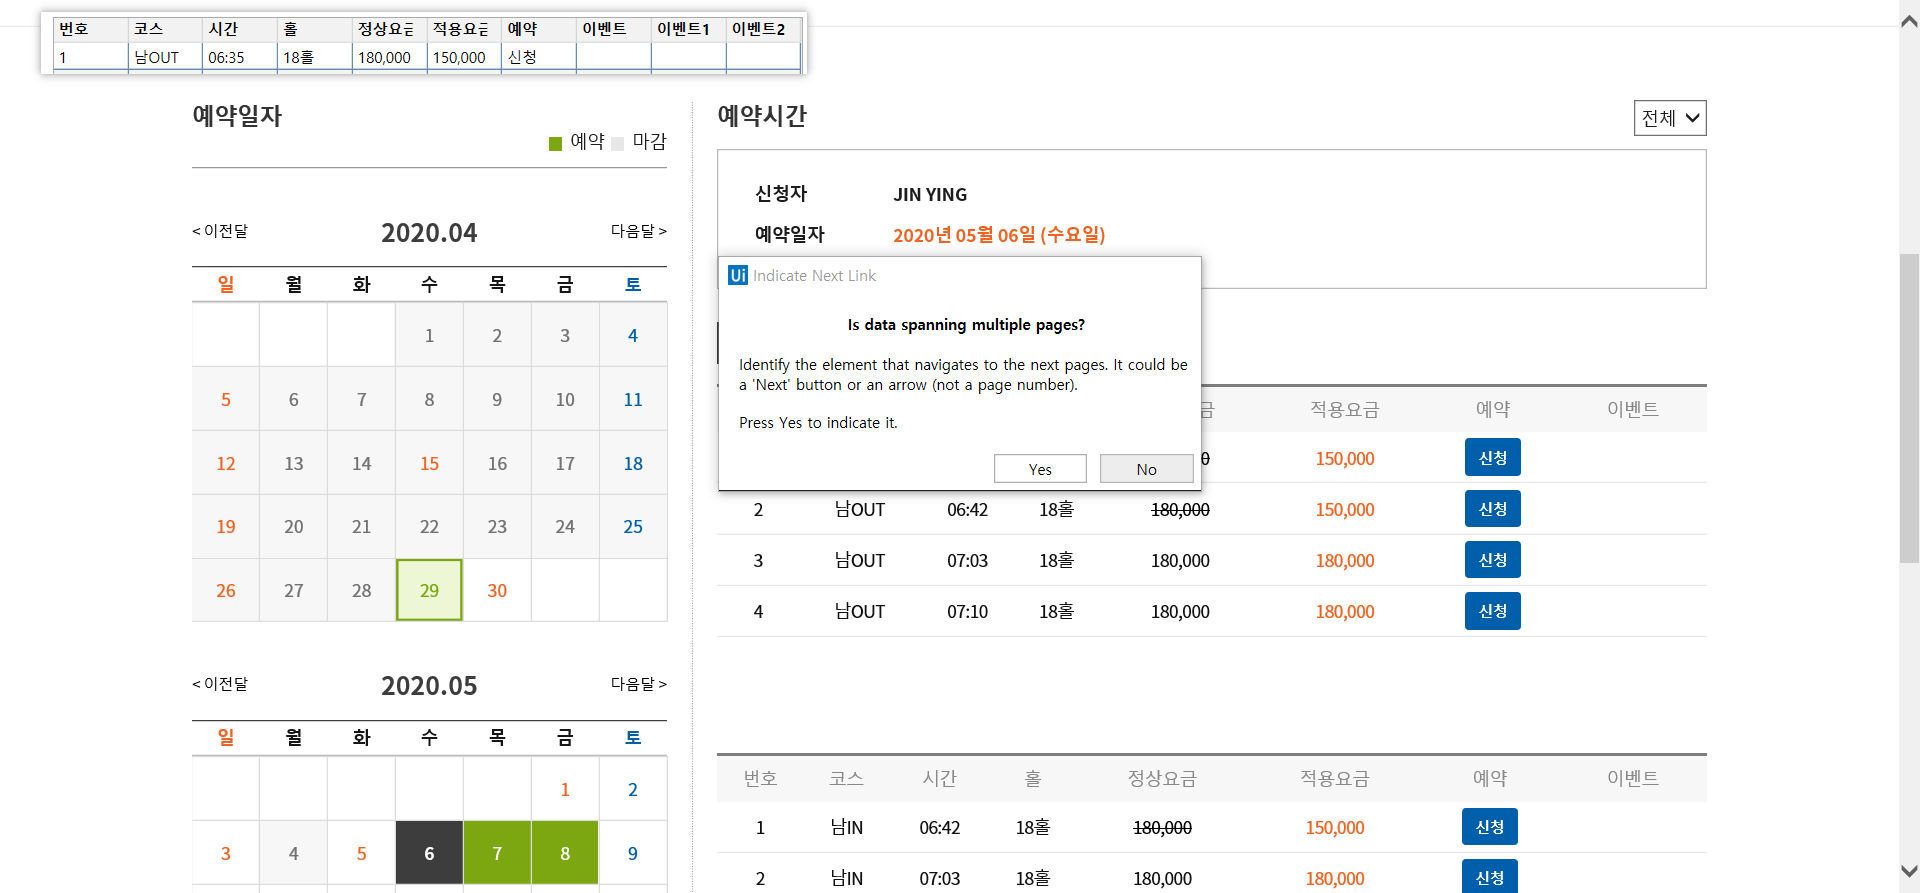 번호 코스 시간 홀 정상요금 적용요금 예약 이벤트 이벤트1 이벤트2
1 남OUT 06:35 18홀 180,000 150,000 신청
예약일자
예약 마감
< 이전달 2020.04 다음달 >
일 월 화 수 목 금 토
1 2 3 4
5 6 7 8 9 10 11
12 13 14 15 16 17 18
19 20 21 22 23 24 25
26 27 28 29 30
< 이전달 2020.05 다음달 >
일 월 화 수 목 금 토
1 2
3 4 5 6 7 8 9
예약시간 전체
신청자 JIN YING
예약일자 2020년 05월 06일 (수요일)
Ui Indicate Next Link
Is data spanning multiple pages?
Identify the element that navigates to the next pages. It could be
a 'Next' button or an arrow (not a page number).
Press Yes to indicate it.
Yes No
금 적용요금 예약 이벤트
0 150,000 신청
2 남OUT 06:42 18홀 180,000 150,000 신청
3 남OUT 07:03 18홀 180,000 180,000 신청
4 남OUT 07:10 18홀 180,000 180,000 신청
번호 코스 시간 홀 정상요금 적용요금 예약 이벤트
1 남IN 06:42 18홀 180,000 150,000 신청
2 남IN 07:03 18홀 180,000 180,000 신청